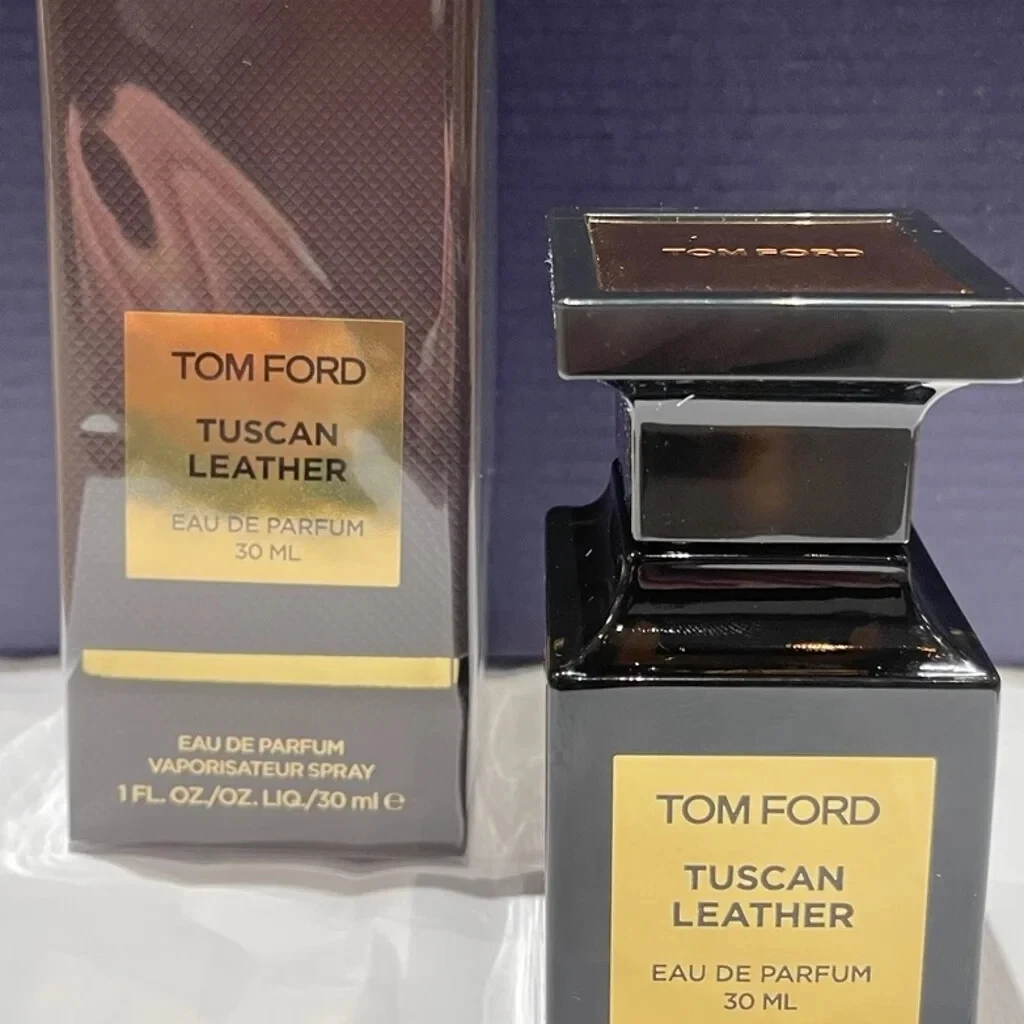 TOM FORD
TUSCAN
LEATHER
EAU DE PARFUM
30 ML
EAU DE PARFUM
VAPORISATEUR SPRAY
1 FL. OZ./OZ. LIQ./30 ml e
TOM FORD
TOM FORD
TUSCAN
LEATHER
EAU DE PARFUM
30 ML